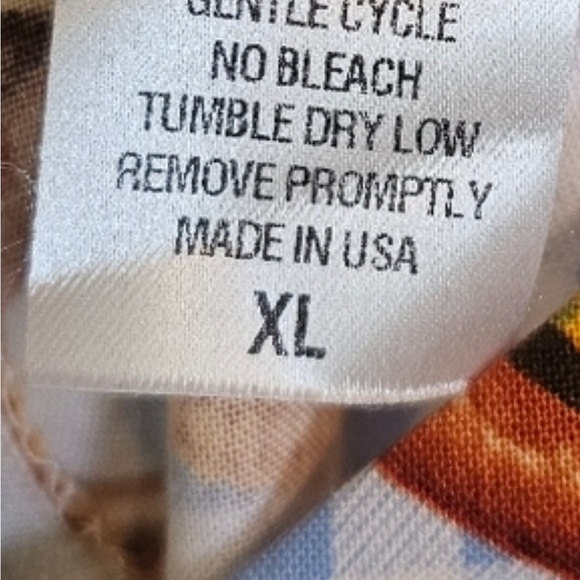 GENTLE CYCLE
NO BLEACH
TUMBLE DRY LOW
REMOVE PROMPTLY
MADE IN USA
XL